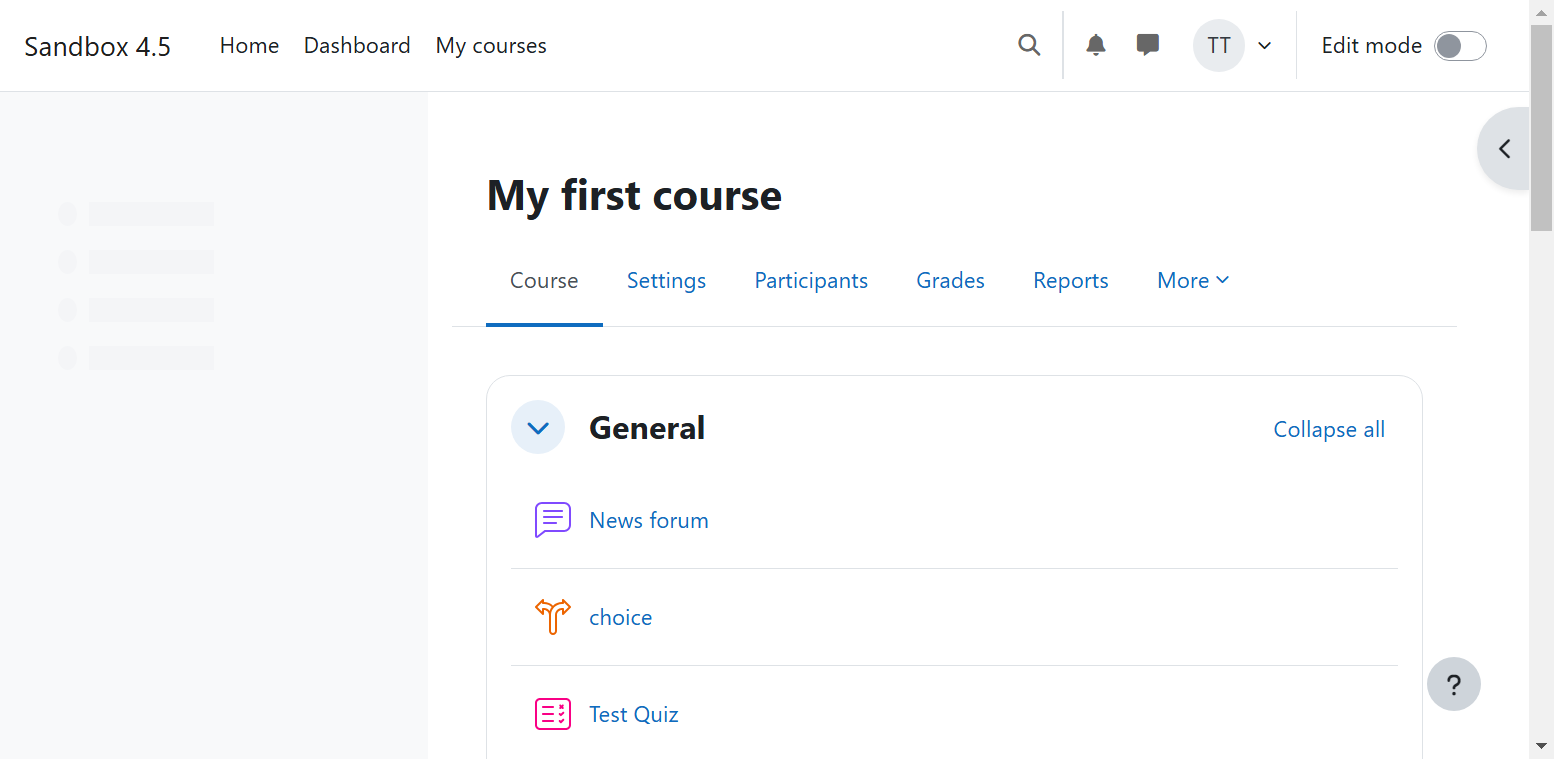 Sandbox 4.5 Home Dashboard My courses TT Edit mode
My first course
Course Settings Participants Grades Reports More
General Collapse all
News forum
choice
Test Quiz
?